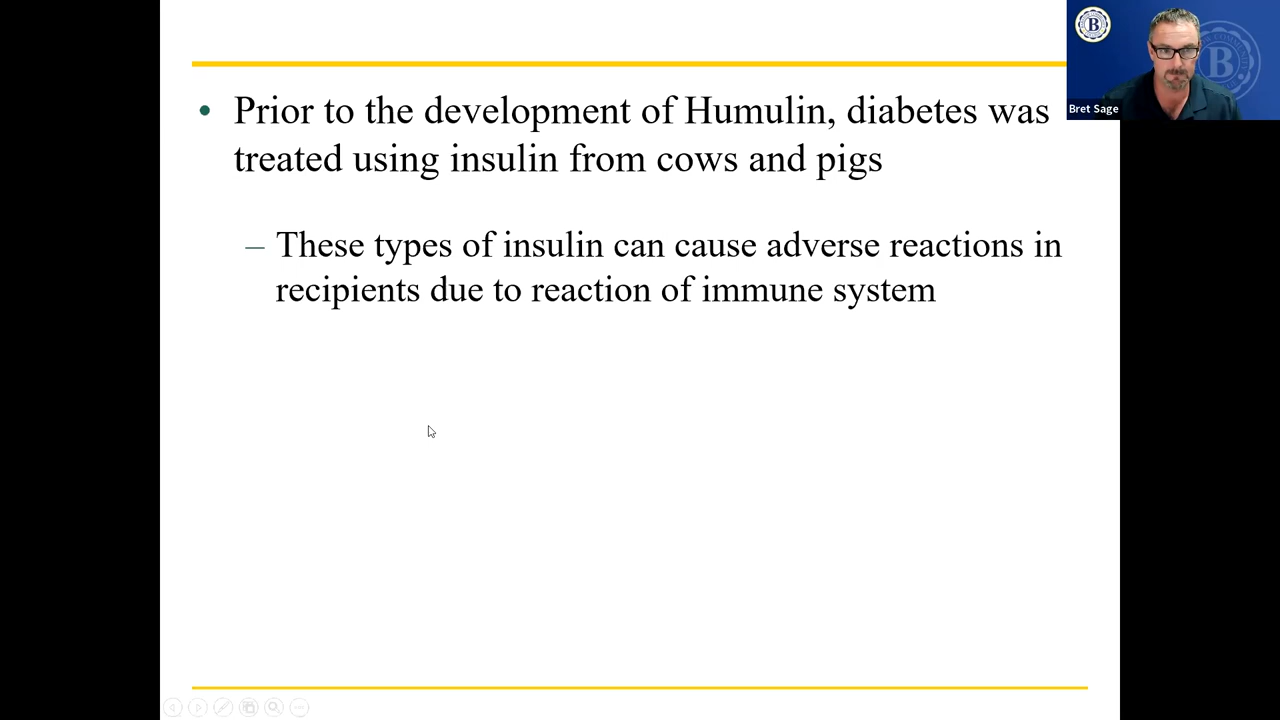 • Prior to the development of Humulin, diabetes was
treated using insulin from cows and pigs
– These types of insulin can cause adverse reactions in
recipients due to reaction of immune system
B
Bret Sage
B